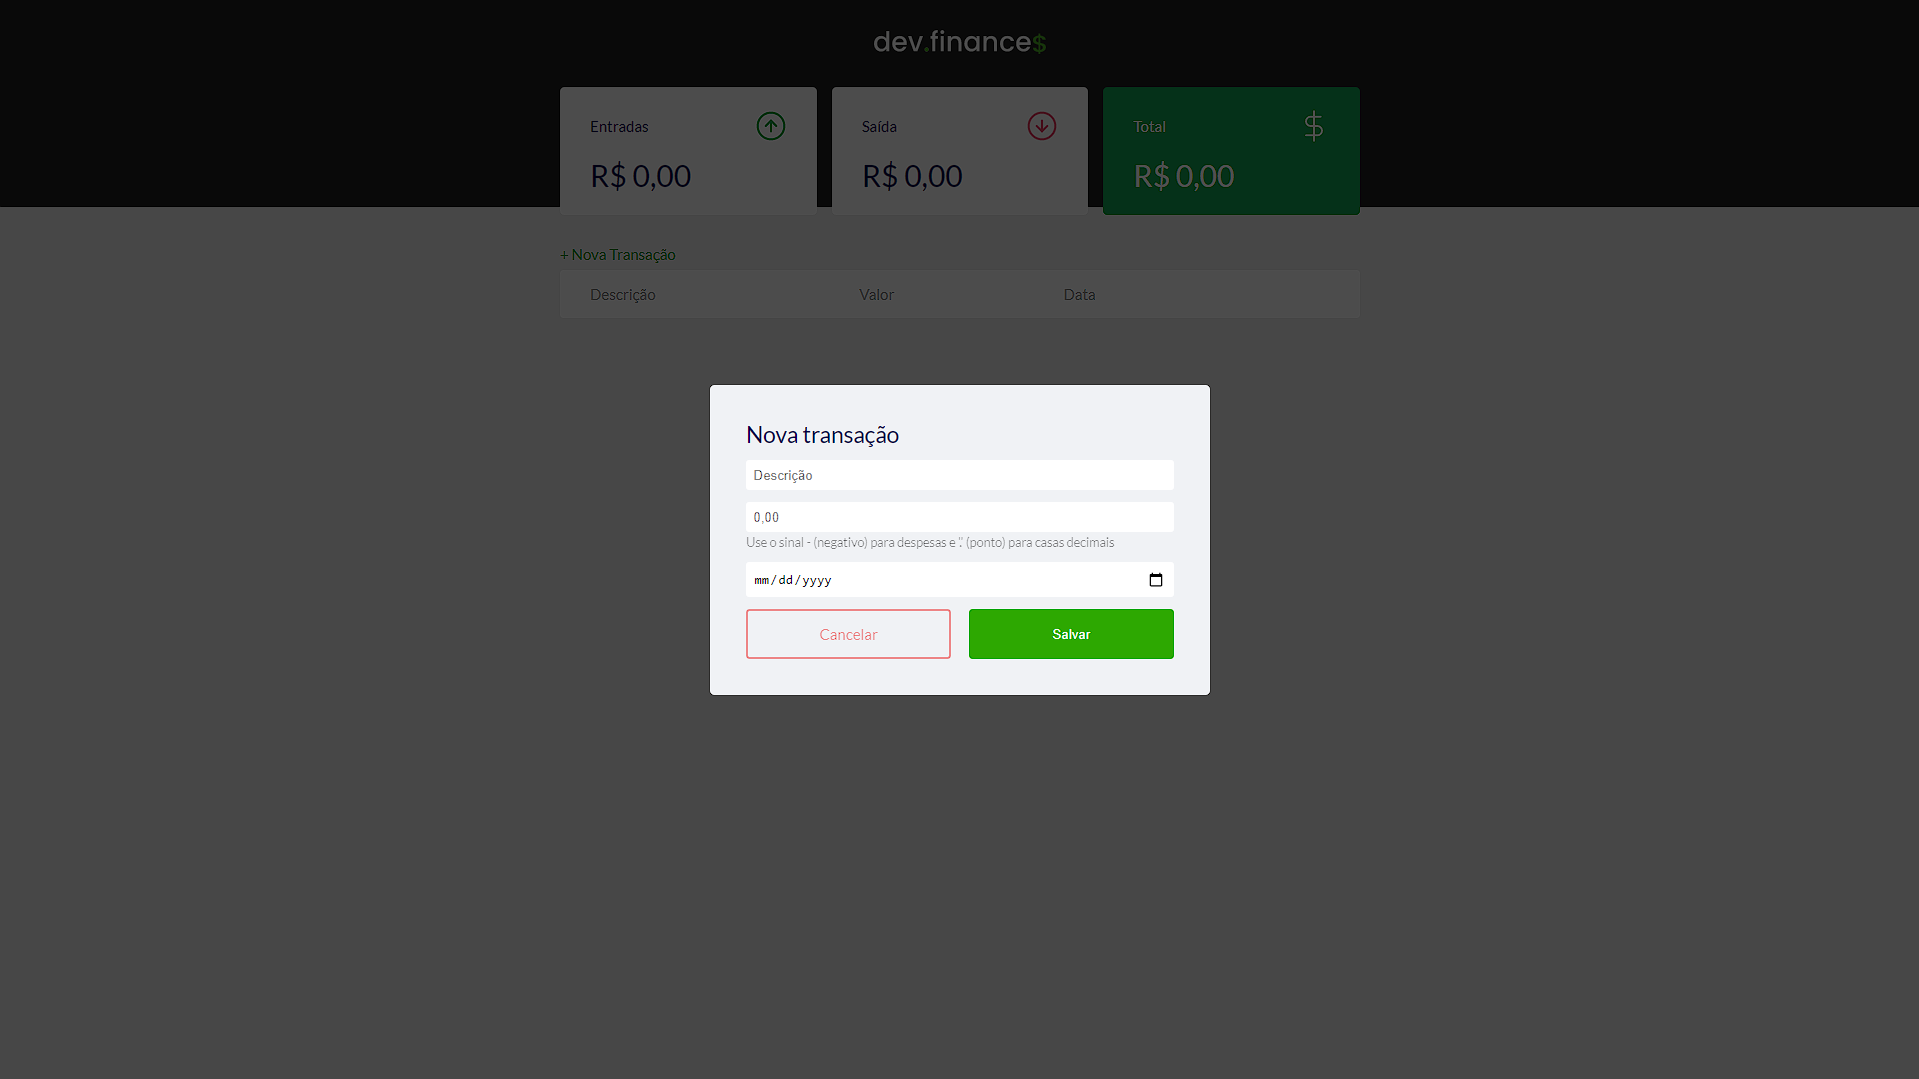 dev.finance$
Entradas
R$ 0,00
Saída
R$ 0,00
Total
$
R$ 0,00
+ Nova Transação
Descrição Valor Data
Nova transação
Descrição
0,00
Use o sinal - (negativo) para despesas e '.' (ponto) para casas decimais
mm/dd/yyyy
Cancelar Salvar